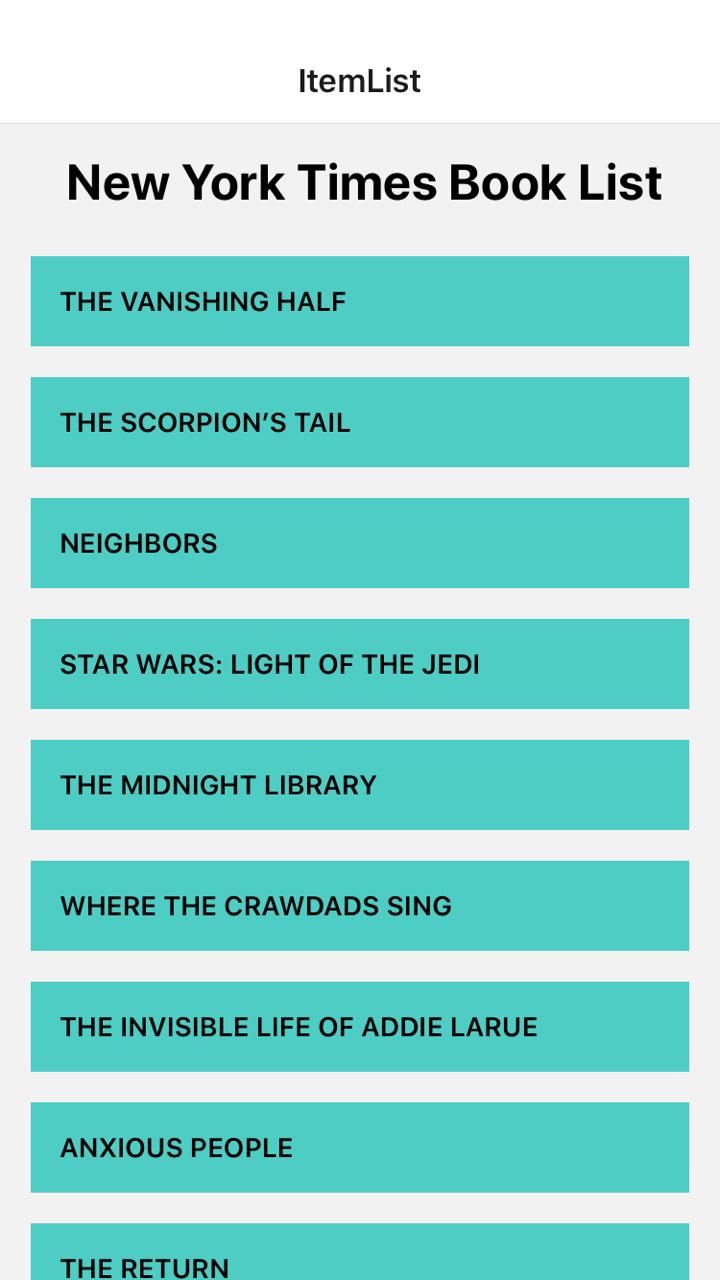 ItemList
New York Times Book List
THE VANISHING HALF
THE SCORPION’S TAIL
NEIGHBORS
STAR WARS: LIGHT OF THE JEDI
THE MIDNIGHT LIBRARY
WHERE THE CRAWDADS SING
THE INVISIBLE LIFE OF ADDIE LARUE
ANXIOUS PEOPLE
THE RETURN